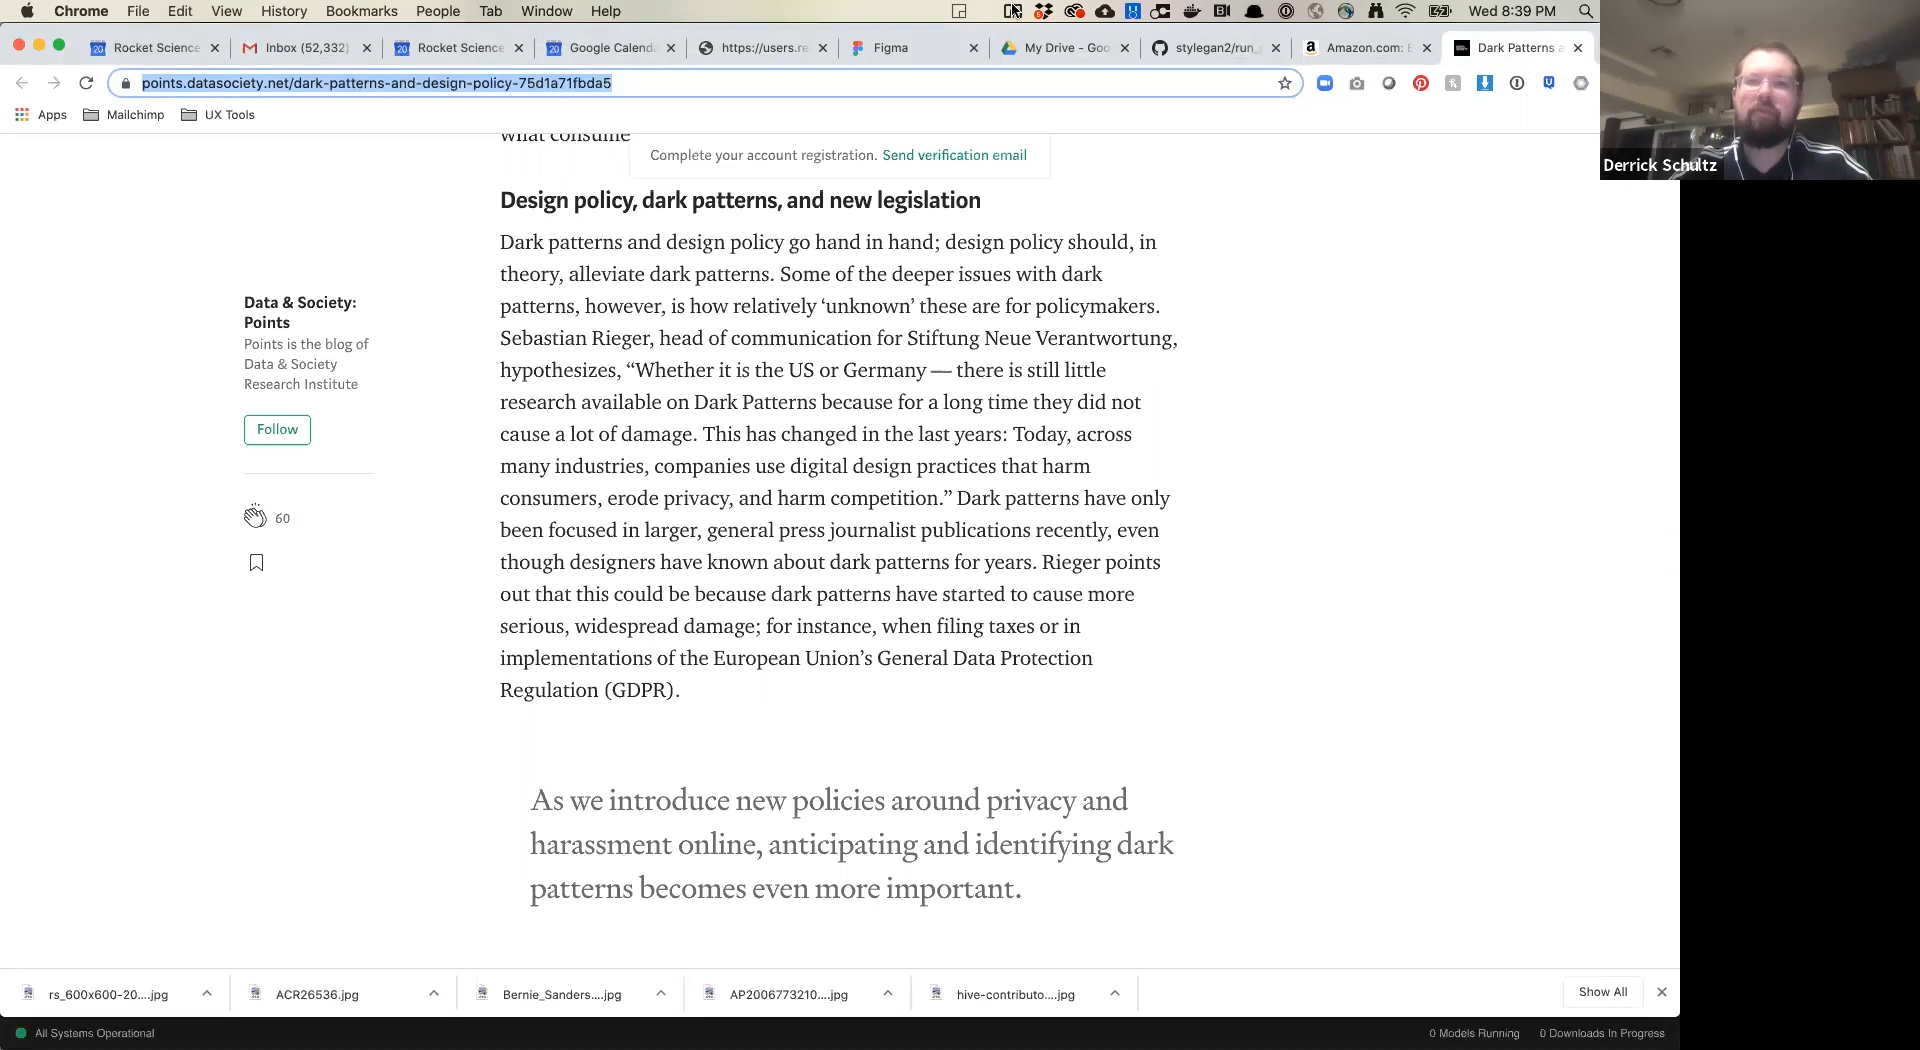 Chrome File Edit View History Bookmarks People Tab Window Help Wed 8:39 PM
Rocket Science Inbox (52,332) Rocket Science Google Calend https://users.re Figma My Drive - Goo stylegan2/run_ Amazon.com: Dark Patterns a
points.datasociety.net/dark-patterns-and-design-policy-75d1a71fbda5
Apps Mailchimp UX Tools
what consume
Complete your account registration. Send verification email
Derrick Schultz
Design policy, dark patterns, and new legislation
Dark patterns and design policy go hand in hand; design policy should, in
theory, alleviate dark patterns. Some of the deeper issues with dark
patterns, however, is how relatively ‘unknown’ these are for policymakers.
Sebastian Rieger, head of communication for Stiftung Neue Verantwortung,
hypothesizes, “Whether it is the US or Germany — there is still little
research available on Dark Patterns because for a long time they did not
cause a lot of damage. This has changed in the last years: Today, across
many industries, companies use digital design practices that harm
consumers, erode privacy, and harm competition.” Dark patterns have only
been focused in larger, general press journalist publications recently, even
though designers have known about dark patterns for years. Rieger points
out that this could be because dark patterns have started to cause more
serious, widespread damage; for instance, when filing taxes or in
implementations of the European Union’s General Data Protection
Regulation (GDPR).
Data & Society:
Points
Points is the blog of
Data & Society
Research Institute
Follow
60
As we introduce new policies around privacy and
harassment online, anticipating and identifying dark
patterns becomes even more important.
rs_600x600-20....jpg ACR26536.jpg Bernie_Sanders....jpg AP2006773210....jpg hive-contributo....jpg Show All
All Systems Operational 0 Models Running 0 Downloads In Progress